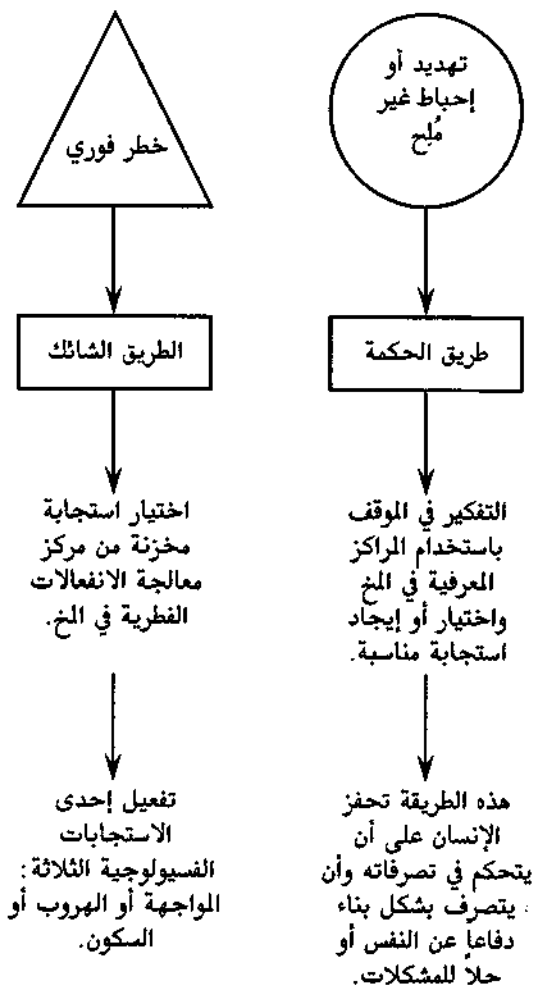 خطر فوري
الطريق الشائك
اختيار استجابة
مخزنة من مركز
معالجة الانفعالات
الفطرية في المخ.
تفعيل إحدى
الاستجابات
الفسيولوجية الثلاثة:
المواجهة أو الهروب أو
السكون.
تهديد أو
إحباط غير
مُلِح
طريق الحكمة
التفكير في الموقف
باستخدام المراكز
المعرفية في المخ
واختيار أو إيجاد
استجابة مناسبة.
هذه الطريقة تحفز
الإنسان على أن
يتحكم في تصرفاته وأن
يتصرف بشكل بناء
دفاعاً عن النفس أو
حلاً للمشكلات.